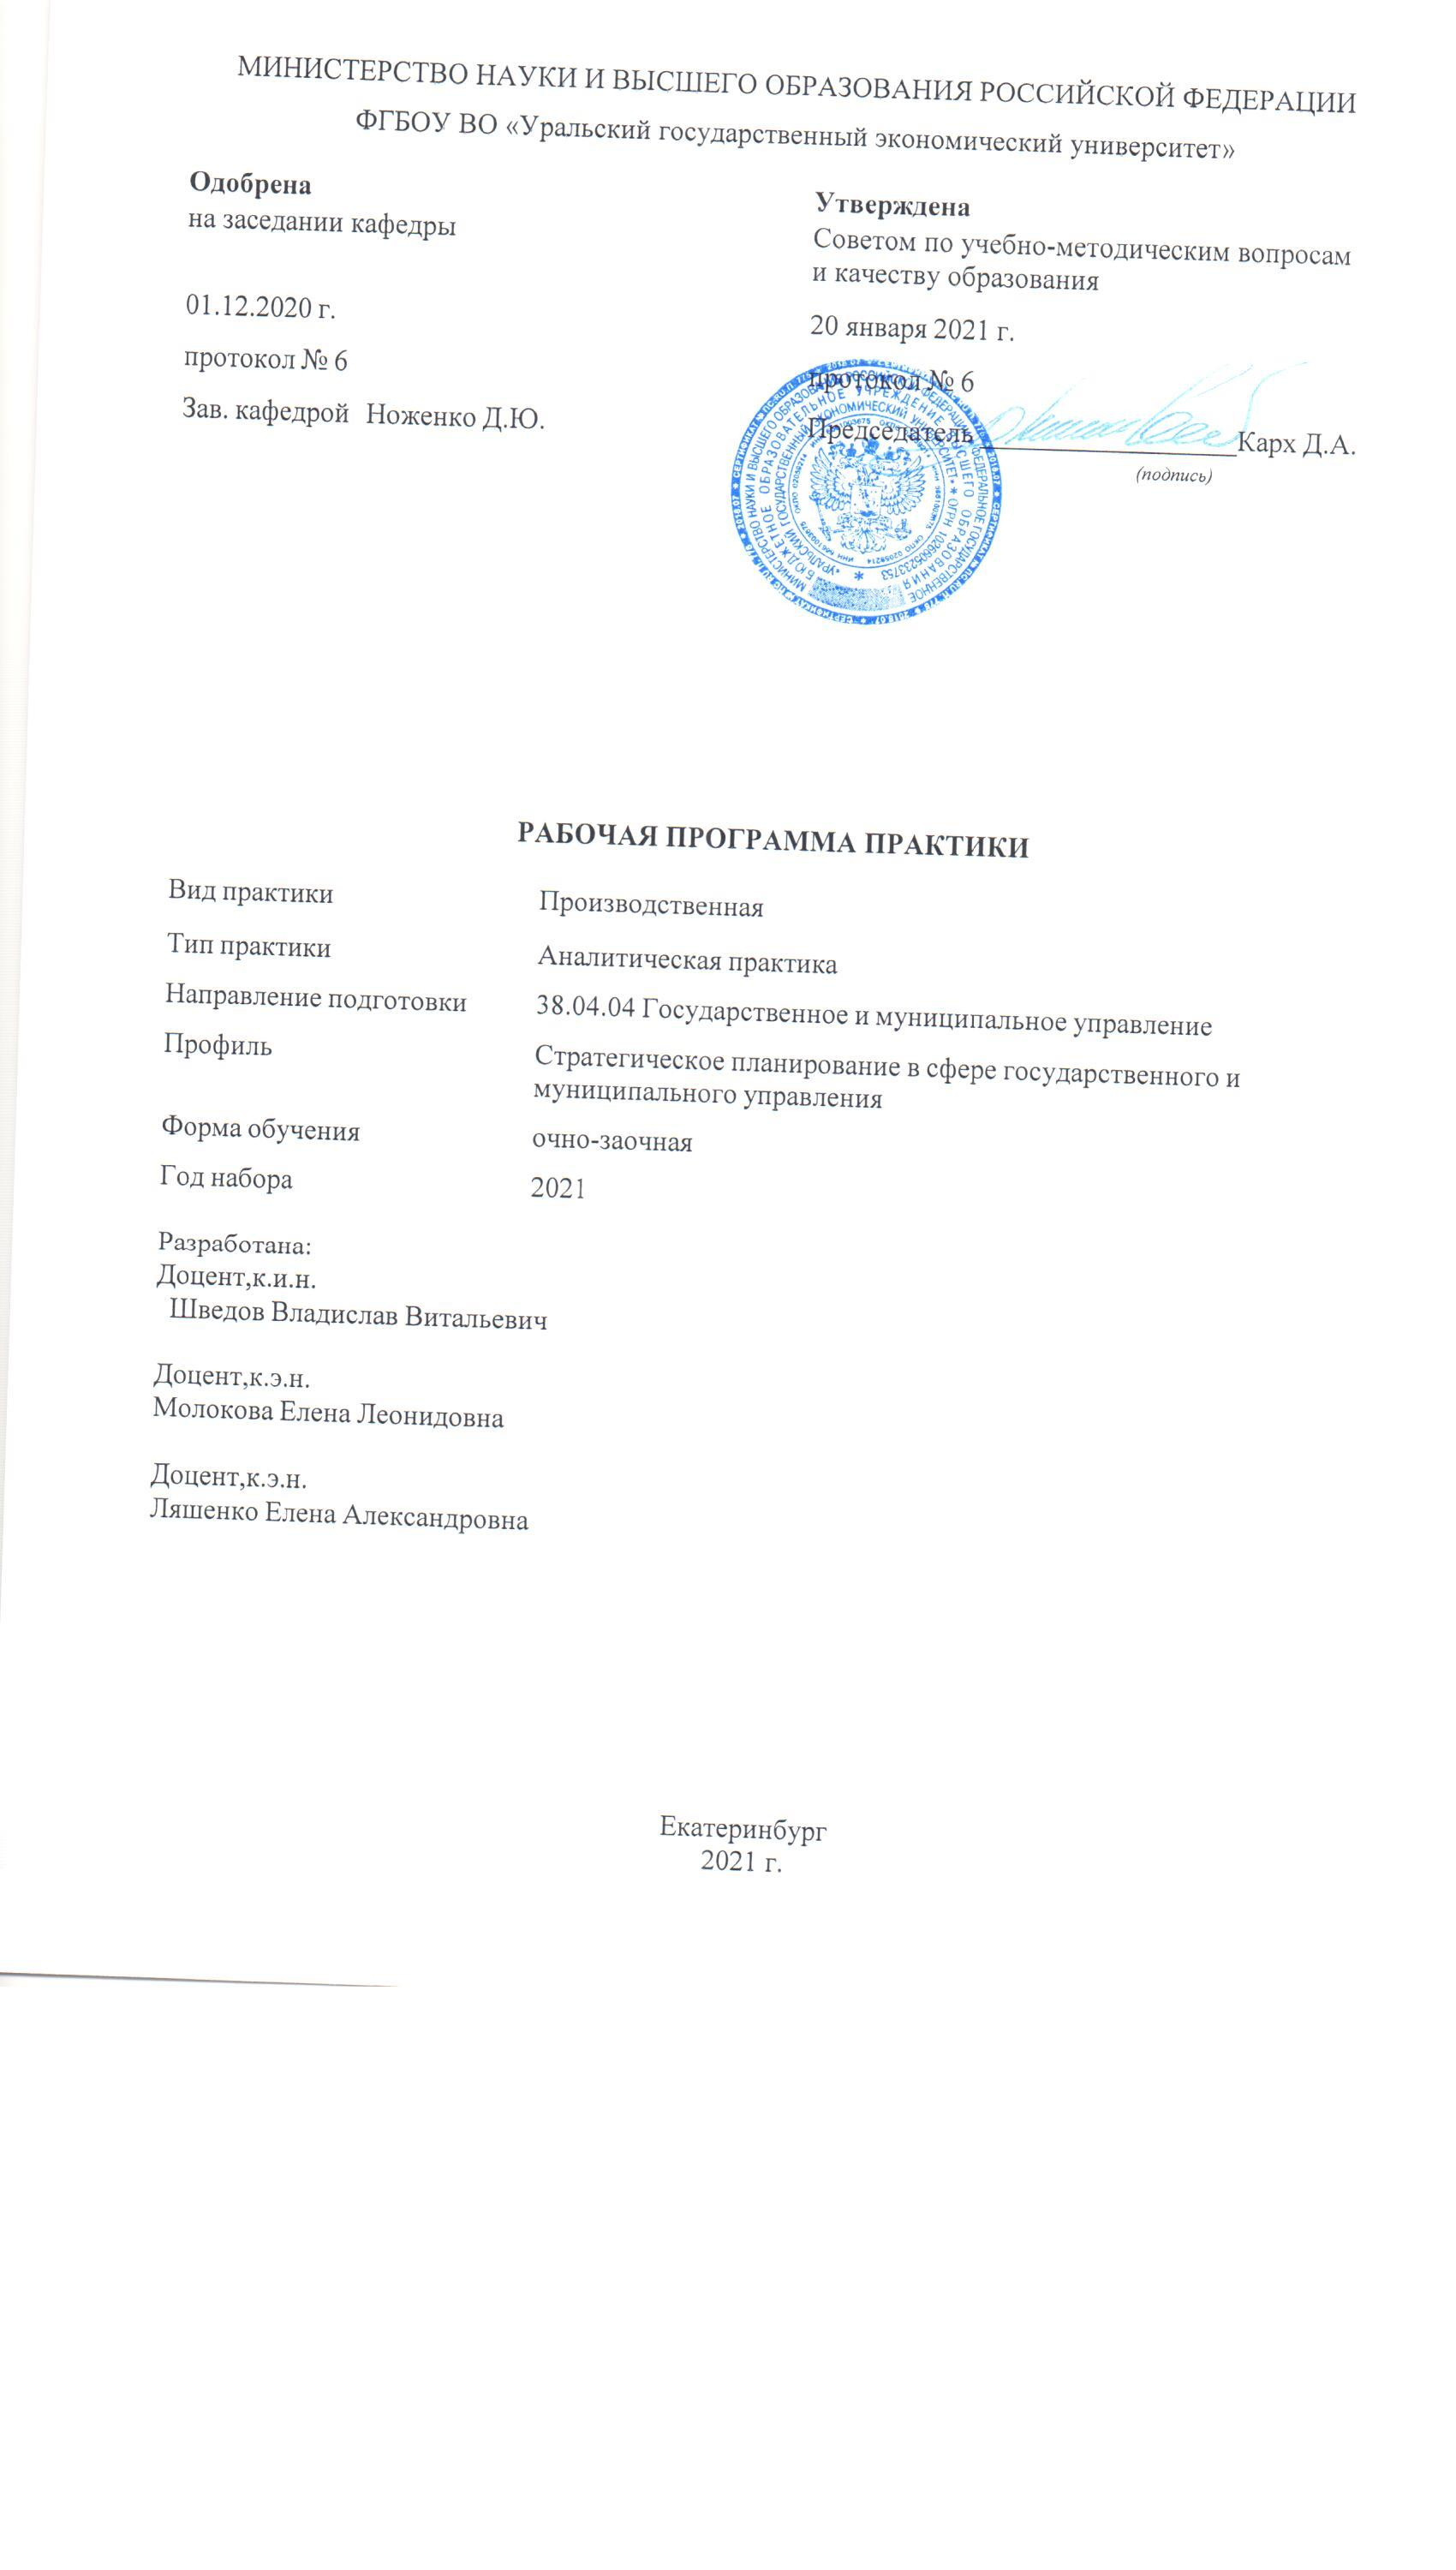 МИНИСТЕРСТВО НАУКИ И ВЫСШЕГО ОБРАЗОВАНИЯ РОССИЙСКОЙ ФЕДЕРАЦИИ
ФГБОУ ВО «Уральский государственный экономический университет»
Одобрена
на заседании кафедры
01.12.2020 г.
протокол № 6
Зав. кафедрой Ноженко Д.Ю.
Утверждена
Советом по учебно-методическим вопросам
и качеству образования
20 января 2021 г.
протокол № 6
Председатель Карх Д.А.
(подпись)
РАБОЧАЯ ПРОГРАММА ПРАКТИКИ
Вид практики Производственная
Тип практики Аналитическая практика
Направление подготовки 38.04.04 Государственное и муниципальное управление
Профиль Стратегическое планирование в сфере государственного и
муниципального управления
Форма обучения очно-заочная
Год набора 2021
Разработана:
Доцент,к.и.н.
Шведов Владислав Витальевич
Доцент,к.э.н.
Молокова Елена Леонидовна
Доцент,к.э.н.
Ляшенко Елена Александровна
Екатеринбург
2021 г.